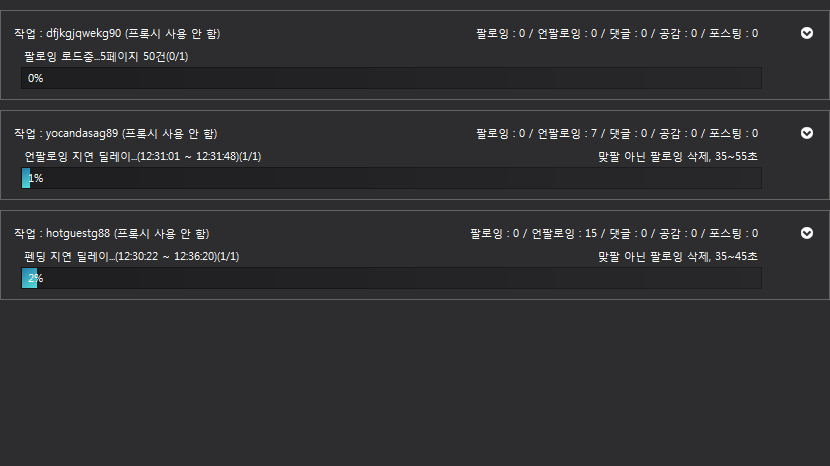 작업 : dfjkgjqwekg90 (프록시 사용 안 함) 팔로잉 : 0 / 언팔로잉 : 0 / 댓글 : 0 / 공감 : 0 / 포스팅 : 0
팔로잉 로드중...5페이지 50건(0/1)
0%
작업 : yocandasag89 (프록시 사용 안 함) 팔로잉 : 0 / 언팔로잉 : 7 / 댓글 : 0 / 공감 : 0 / 포스팅 : 0
언팔로잉 지연 딜레이...(12:31:01 ~ 12:31:48)(1/1) 맞팔 아닌 팔로잉 삭제, 35~55초
1%
작업 : hotguestg88 (프록시 사용 안 함) 팔로잉 : 0 / 언팔로잉 : 15 / 댓글 : 0 / 공감 : 0 / 포스팅 : 0
펜딩 지연 딜레이...(12:30:22 ~ 12:36:20)(1/1) 맞팔 아닌 팔로잉 삭제, 35~45초
2%